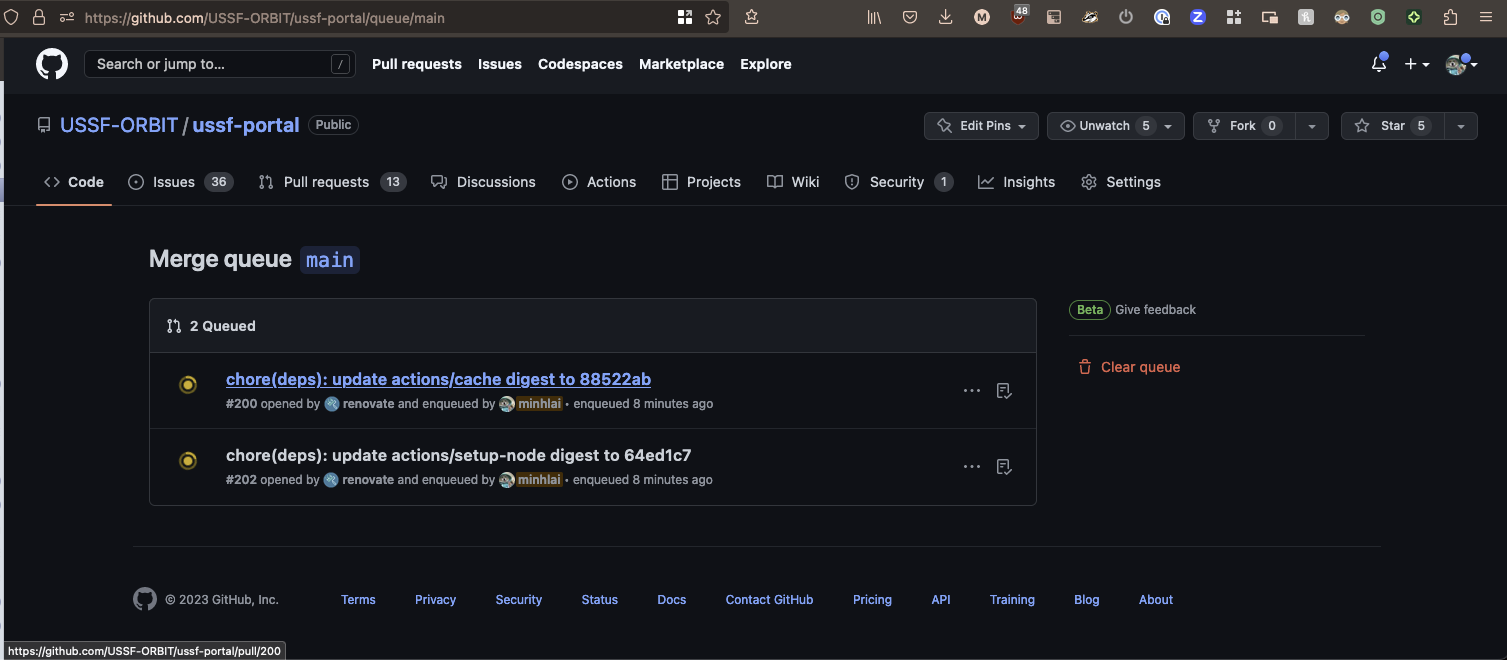 https://github.com/USSF-ORBIT/ussf-portal/queue/main
48
Search or jump to... /
Pull requests Issues Codespaces Marketplace Explore
USSF-ORBIT / ussf-portal Public
Edit Pins Unwatch 5 Fork 0 Star 5
Code Issues 36 Pull requests 13 Discussions Actions Projects Wiki Security 1 Insights Settings
Merge queue main
2 Queued
Beta Give feedback
Clear queue
chore(deps): update actions/cache digest to 88522ab
#200 opened by renovate and enqueued by minhlai • enqueued 8 minutes ago
chore(deps): update actions/setup-node digest to 64ed1c7
#202 opened by renovate and enqueued by minhlai • enqueued 8 minutes ago
© 2023 GitHub, Inc. Terms Privacy Security Status Docs Contact GitHub Pricing API Training Blog About
https://github.com/USSF-ORBIT/ussf-portal/pull/200